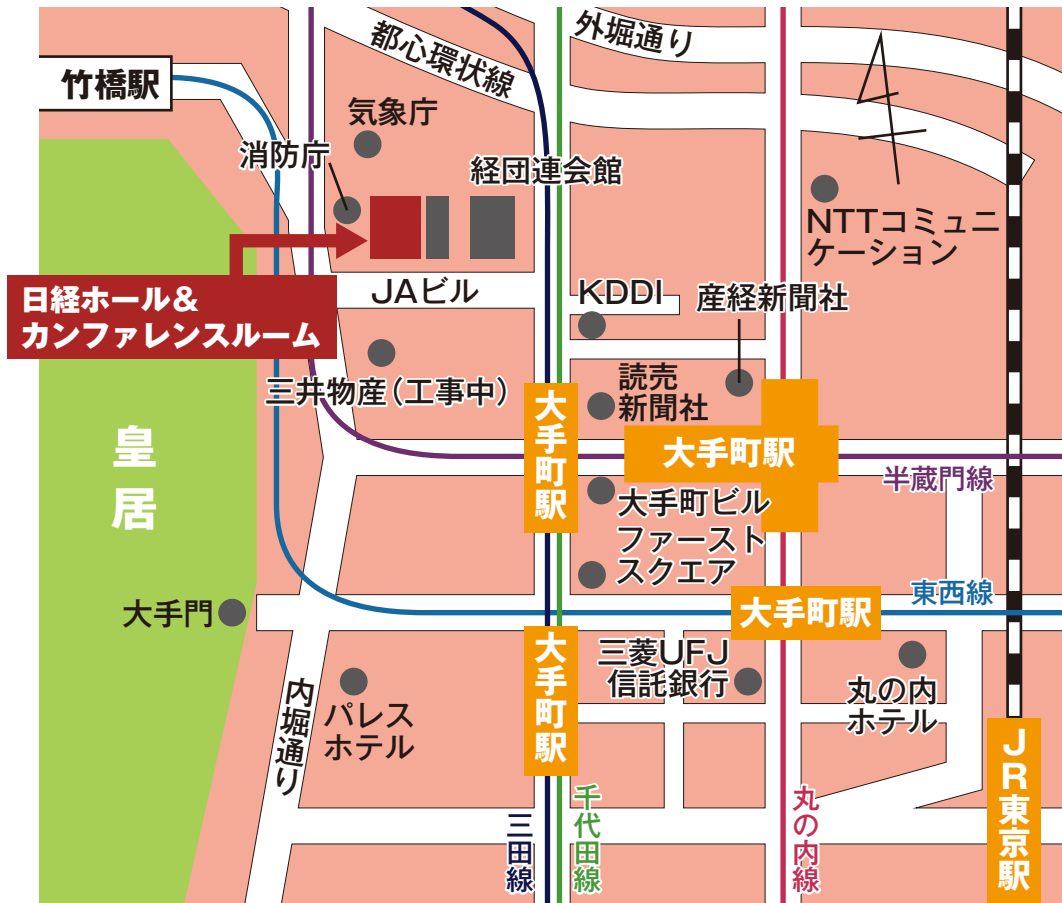 都心環状線
外堀通り
竹橋駅
気象庁
消防庁
経団連会館
NTTコミュニ
ケーション
日経ホール&
カンファレンスルーム
JAビル
KDDI
産経新聞社
三井物産(工事中)
読売
新聞社
大手町駅
大手町駅
半蔵門線
皇居
大手町ビル
ファースト
スクエア
大手門
大手町駅
東西線
大手町駅
三菱UFJ
信託銀行
丸の内
ホテル
内堀通り
パレス
ホテル
JR東京駅
三田線
千代田線
丸の内線